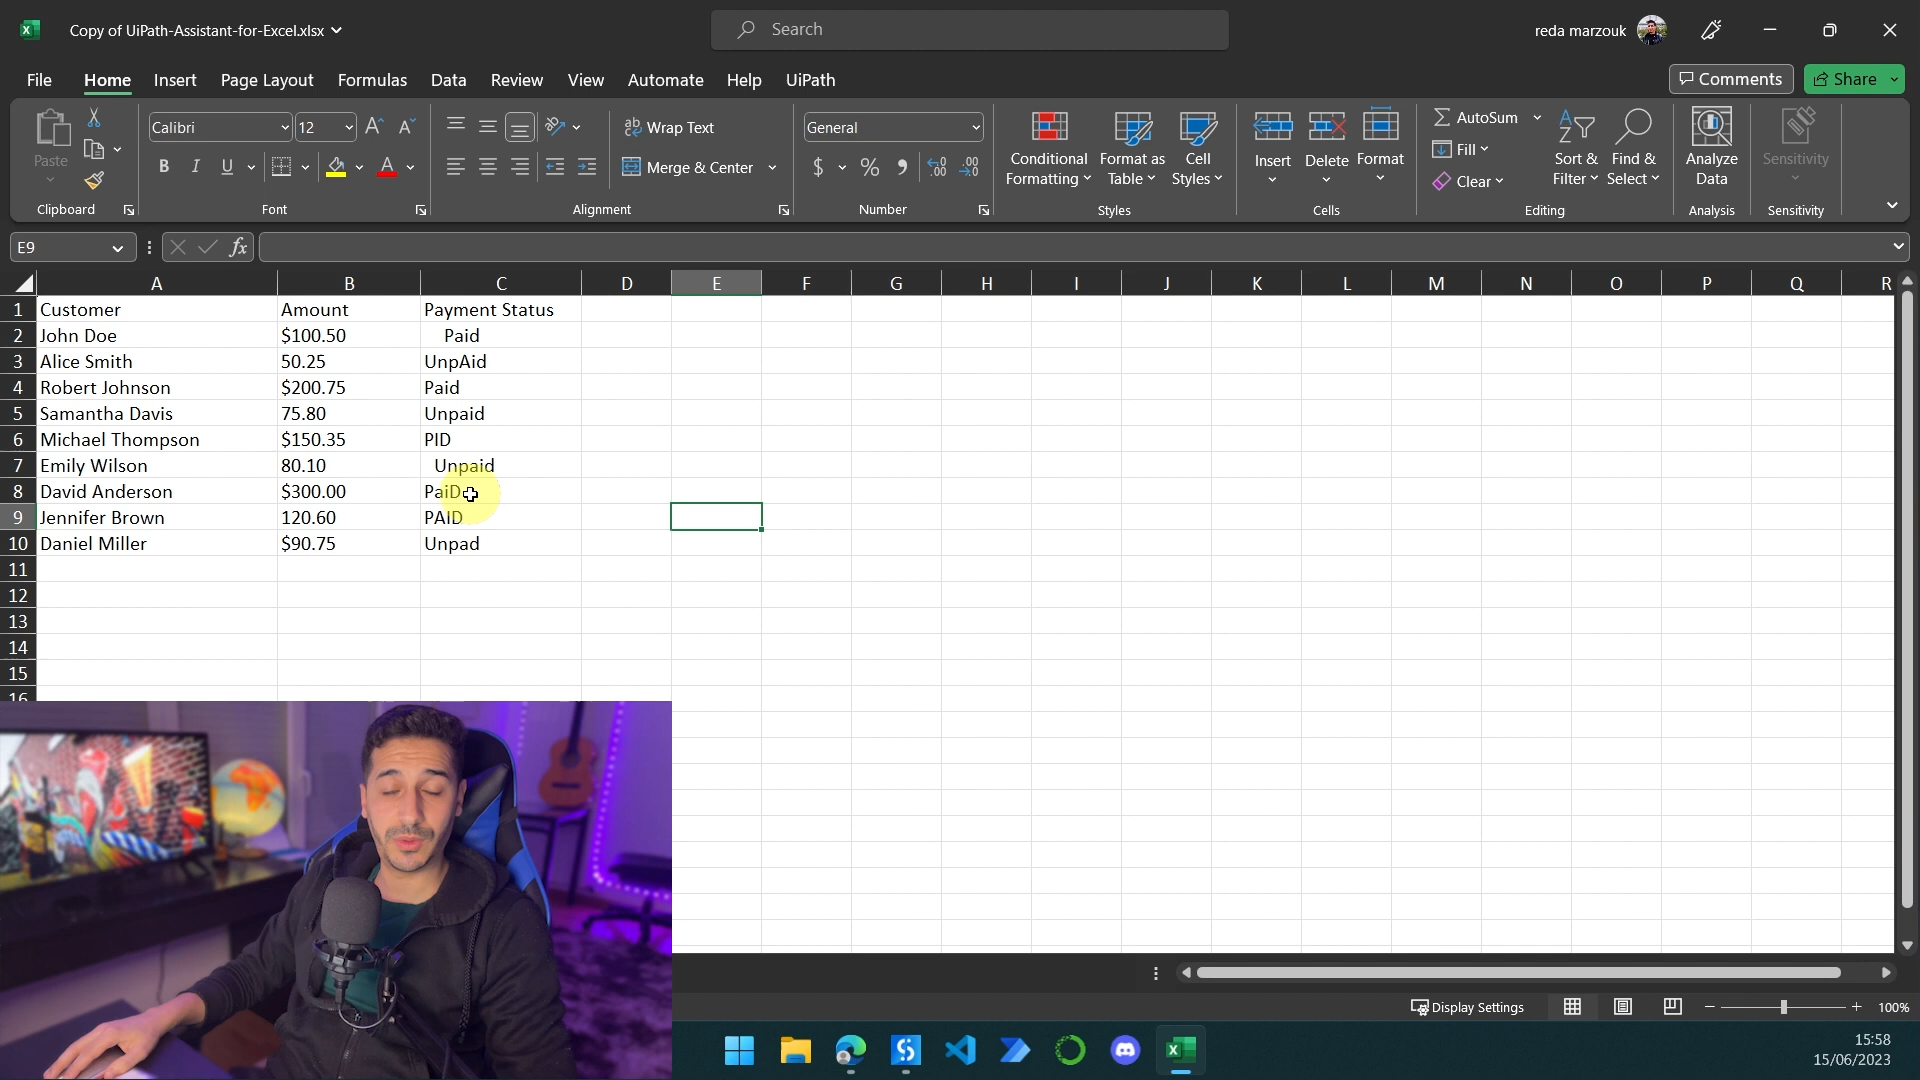 Copy of UiPath-Assistant-for-Excel.xlsx
Search
reda marzouk
File Home Insert Page Layout Formulas Data Review View Automate Help UiPath
Comments Share
Paste
Clipboard
Calibri 12
B I U
Font
Wrap Text
Merge & Center
Alignment
General
$ % 9 .00
Number
Conditional Formatting
Format as Table
Cell Styles
Styles
Insert Delete Format
Cells
AutoSum
Fill
Clear
Sort & Filter
Find & Select
Editing
Analyze Data
Analysis
Sensitivity
Sensitivity
E9 fx
A B C D E F G H I J K L M N O P Q R
1 Customer Amount Payment Status
2 John Doe $100.50 Paid
3 Alice Smith 50.25 UnpAid
4 Robert Johnson $200.75 Paid
5 Samantha Davis 75.80 Unpaid
6 Michael Thompson $150.35 PID
7 Emily Wilson 80.10 Unpaid
8 David Anderson $300.00 PaiD
9 Jennifer Brown 120.60 PAID
10 Daniel Miller $90.75 Unpad
11
12
13
14
15
16
Display Settings
100%
15:58
15/06/2023